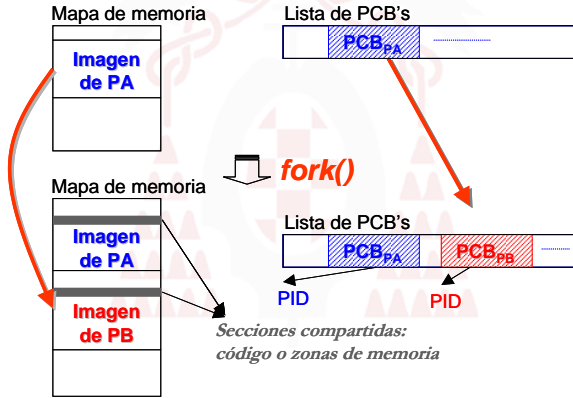 Mapa de memoria
Lista de PCB's
Imagen
de PA
PCBPA
fork()
Mapa de memoria
Lista de PCB's
Imagen
de PA
PCBPA
PCBPB
PID
PID
Imagen
de PB
Secciones compartidas:
código o zonas de memoria